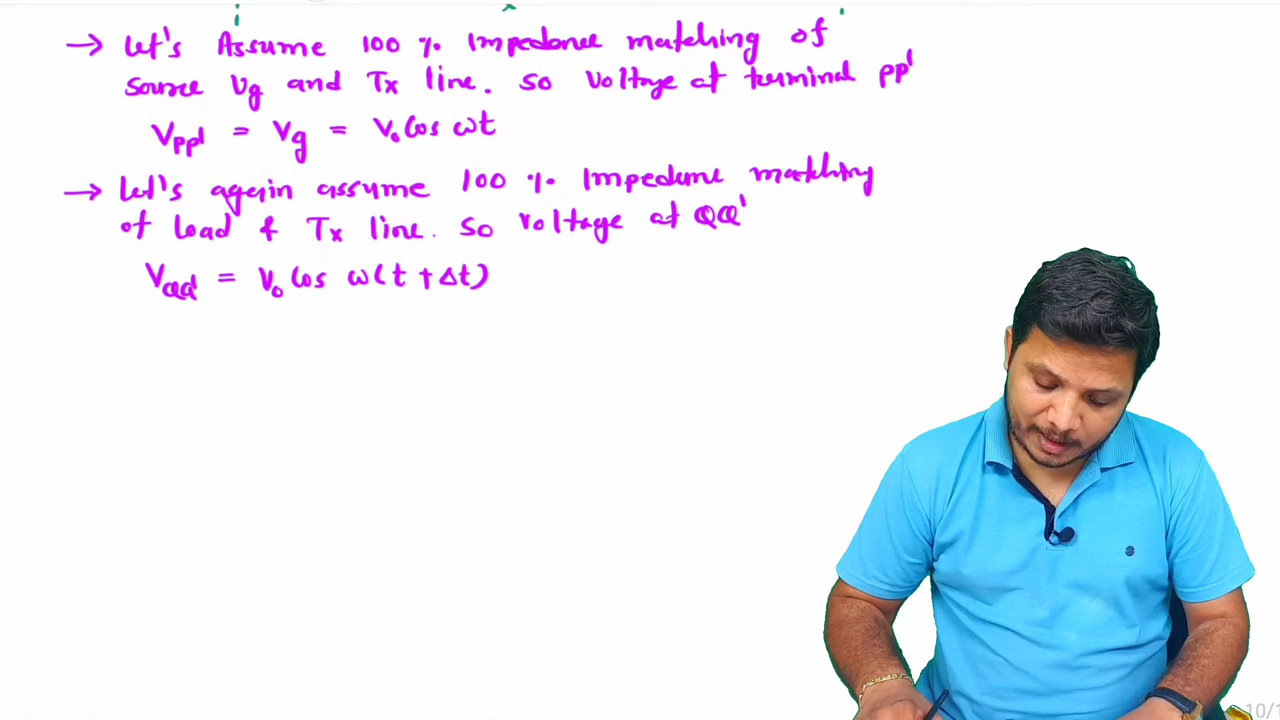 → Let's Assume 100 % Impedance matching of
source Vg and Tx line. So Voltage at terminal pp'
Vpp' = Vg = V₀ Cos ωt
→ Let's again assume 100 % Impedance matching
of Load & Tx line. So voltage at QQ'
VQQ' = V₀ Cos ω(t + Δt)
10/1